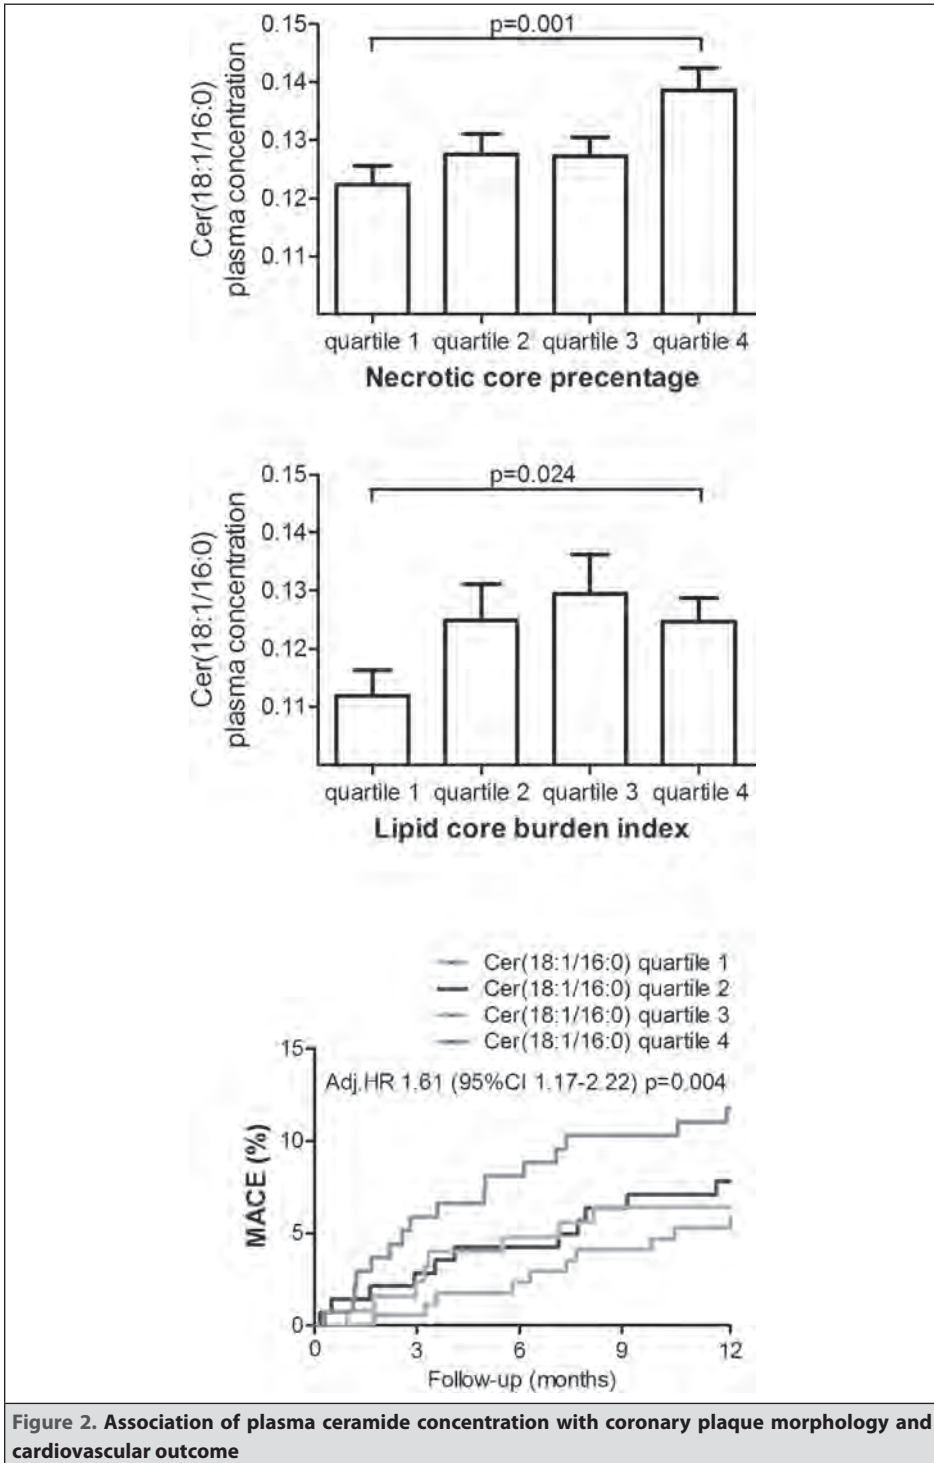 0.15
p=0.001
0.14
0.13
0.12
0.11
Cer(18:1/16:0)
plasma concentration
quartile 1 quartile 2 quartile 3 quartile 4
Necrotic core precentage
0.15
p=0.024
0.14
0.13
0.12
0.11
Cer(18:1/16:0)
plasma concentration
quartile 1 quartile 2 quartile 3 quartile 4
Lipid core burden index
Cer(18:1/16:0) quartile 1
Cer(18:1/16:0) quartile 2
Cer(18:1/16:0) quartile 3
Cer(18:1/16:0) quartile 4
15
Adj.HR 1.61 (95%CI 1.17-2.22) p=0.004
10
5
0
MACE (%)
0 3 6 9 12
Follow-up (months)
Figure 2. Association of plasma ceramide concentration with coronary plaque morphology and
cardiovascular outcome